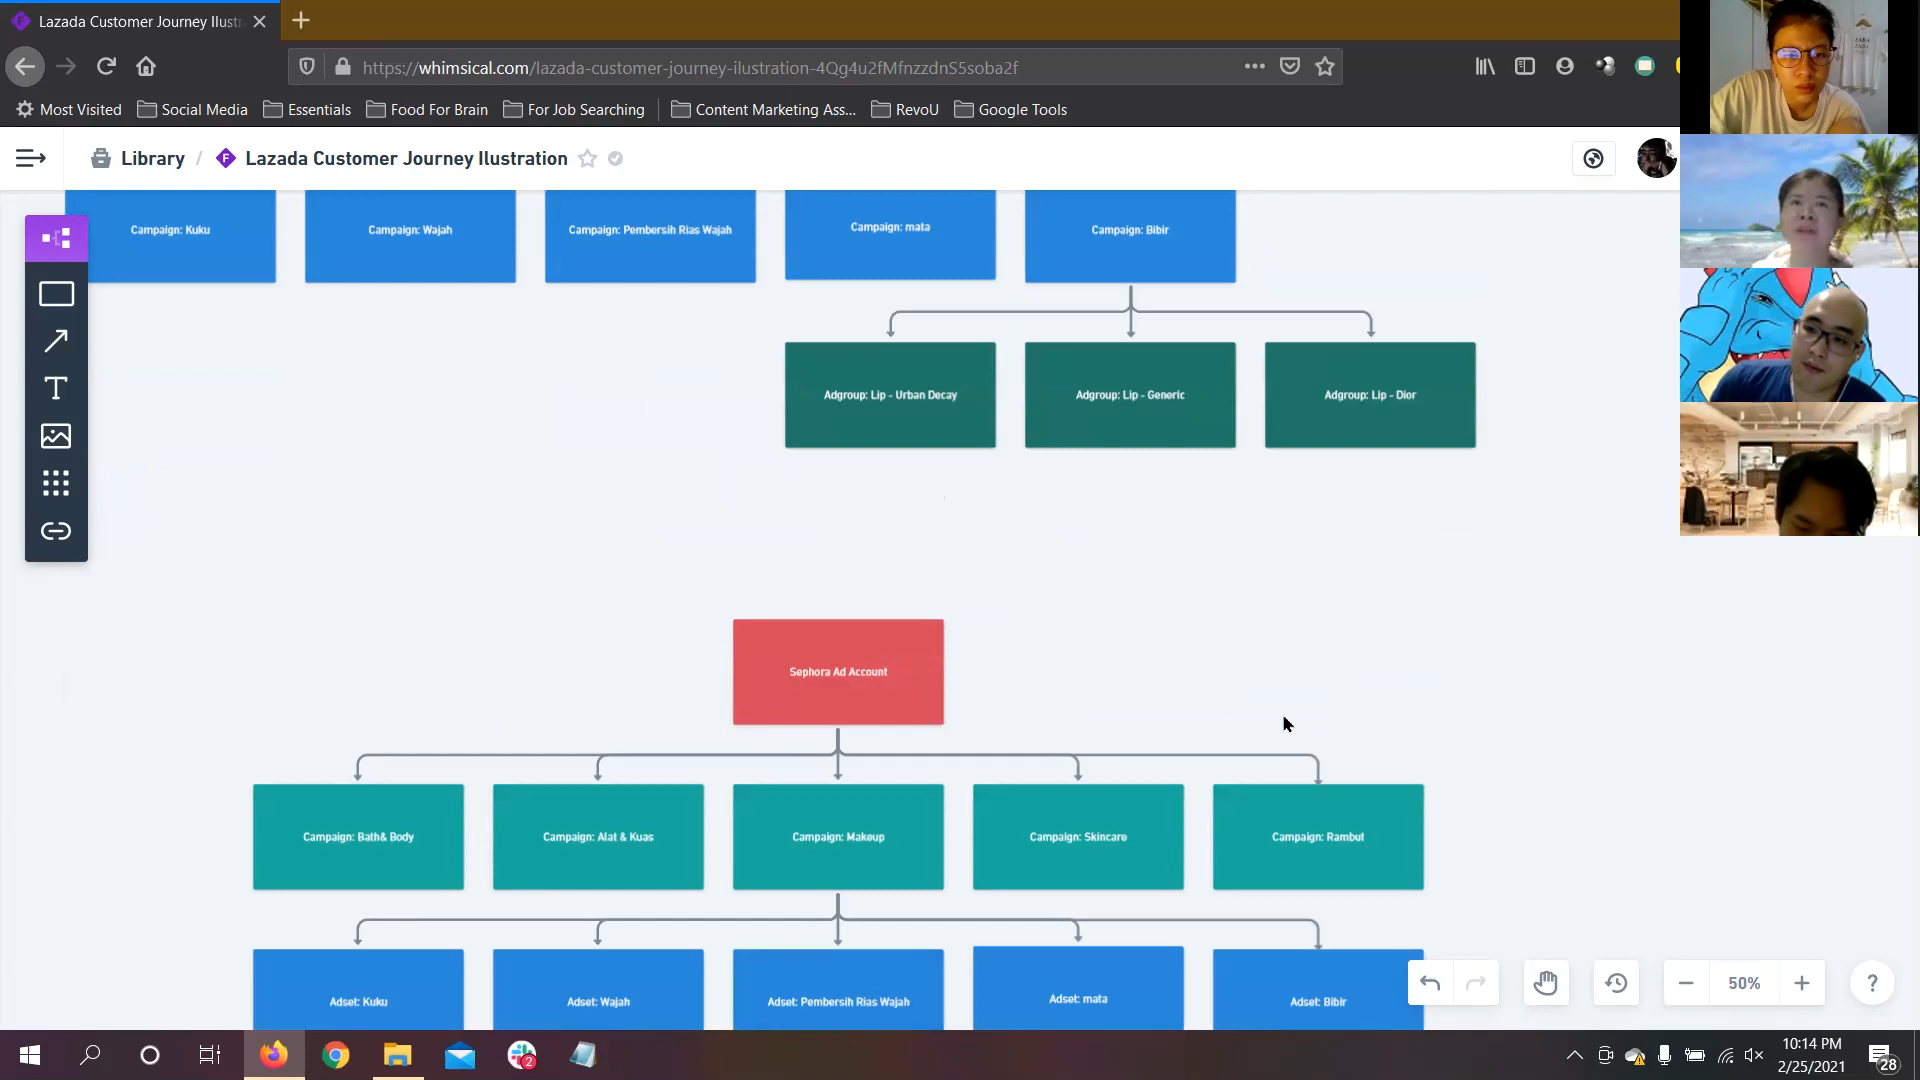 Lazada Customer Journey Ilustr
https://whimsical.com/lazada-customer-journey-ilustration-4Qg4u2fMfnzzdnS5soba2f
Most Visited Social Media Essentials Food For Brain For Job Searching Content Marketing Ass... RevoU Google Tools
Library / Lazada Customer Journey Ilustration
Campaign: Kuku
Campaign: Wajah
Campaign: Pembersih Rias Wajah
Campaign: mata
Campaign: Bibir
Adgroup: Lip - Urban Decay
Adgroup: Lip - Generic
Adgroup: Lip - Dior
Sephora Ad Account
Campaign: Bath& Body
Campaign: Alat & Kuas
Campaign: Makeup
Campaign: Skincare
Campaign: Rambut
Adset: Kuku
Adset: Wajah
Adset: Pembersih Rias Wajah
Adset: mata
Adset: Bibir
50%
?
2
10:14 PM
2/25/2021
28
ZARA